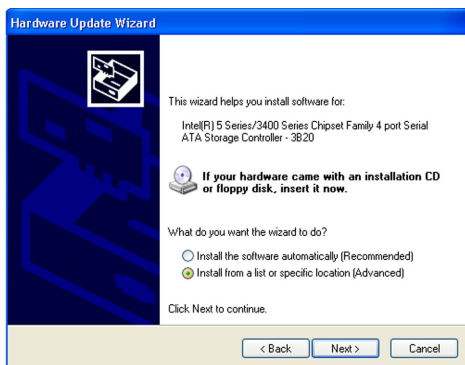 Hardware Update Wizard
This wizard helps you install software for:
Intel(R) 5 Series/3400 Series Chipset Family 4 port Serial
ATA Storage Controller - 3B20
If your hardware came with an installation CD
or floppy disk, insert it now.
What do you want the wizard to do?
Install the software automatically (Recommended)
Install from a list or specific location (Advanced)
Click Next to continue.
< Back Next > Cancel